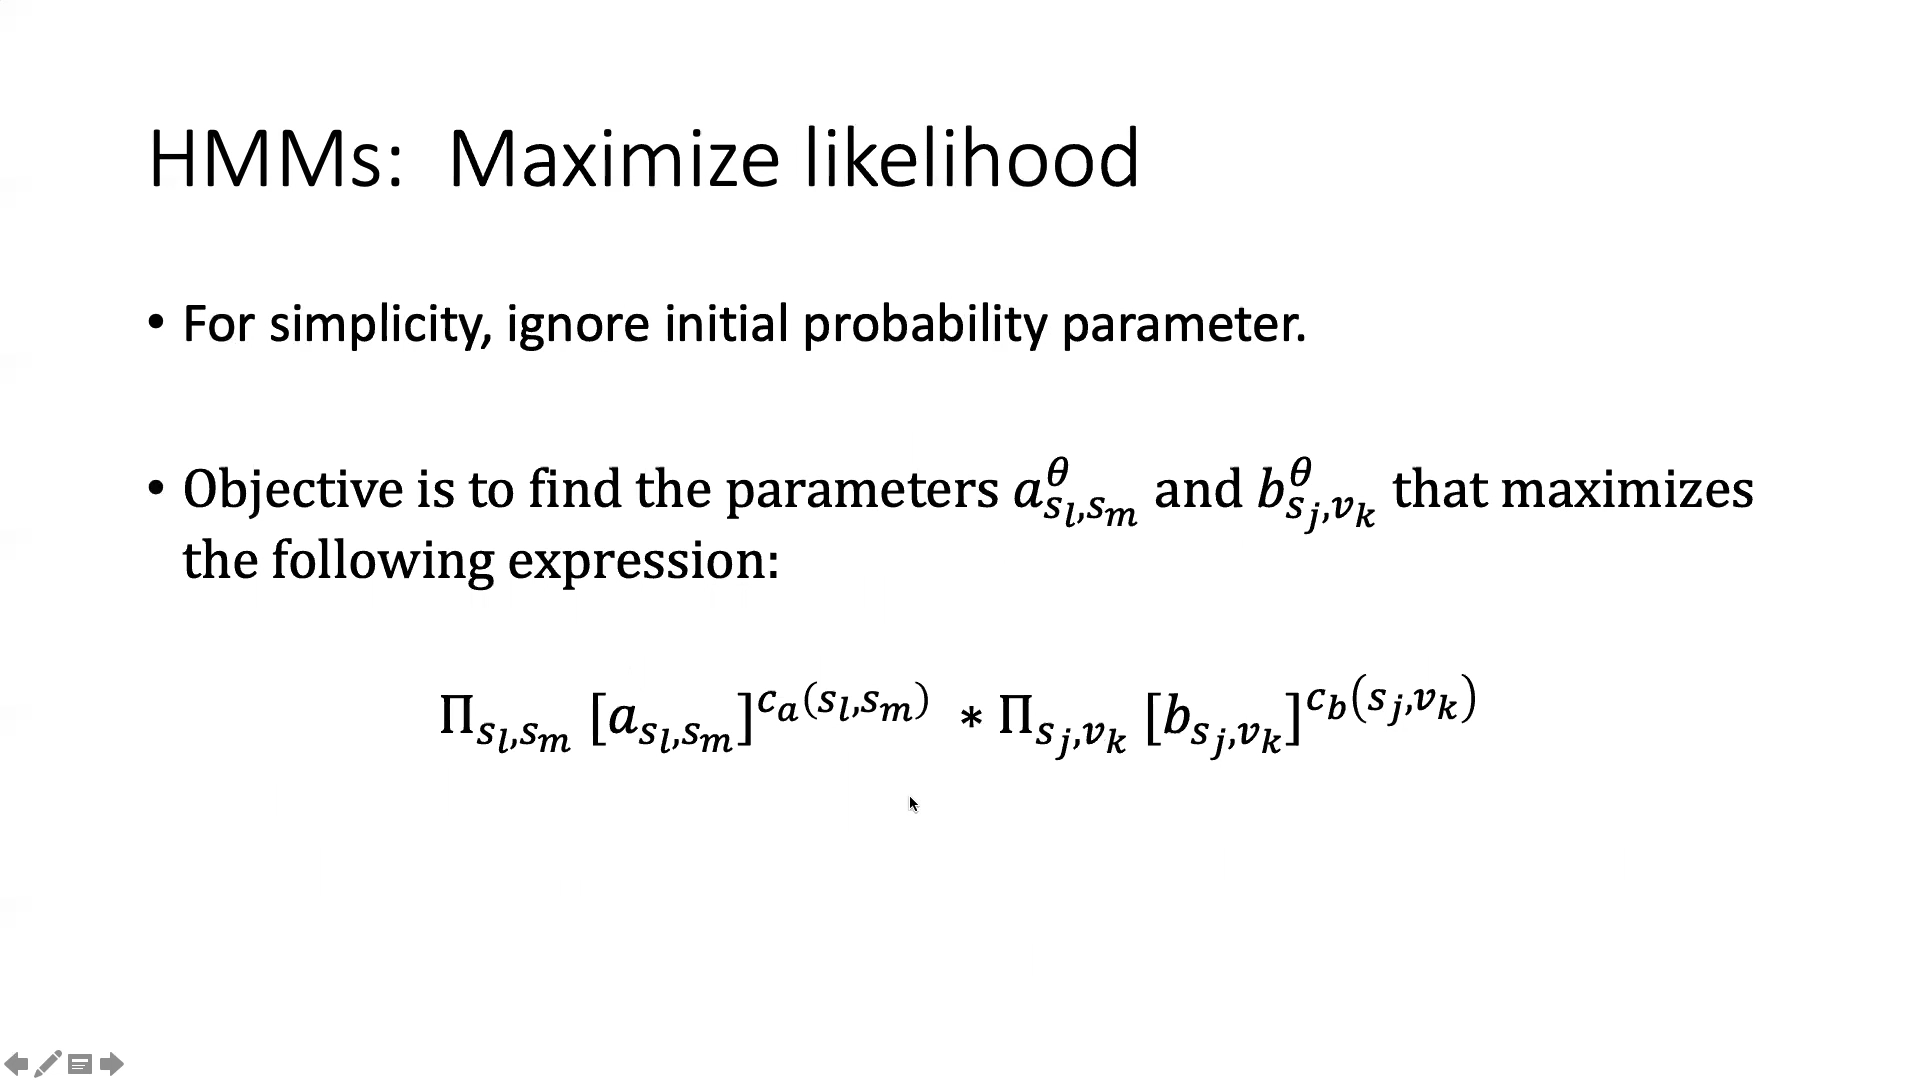 HMMs: Maximize likelihood
• For simplicity, ignore initial probability parameter.
• Objective is to find the parameters $a^{\theta}_{s_l,s_m}$ and $b^{\theta}_{s_j,v_k}$ that maximizes
the following expression:
$\Pi_{s_l,s_m} [a_{s_l,s_m}]^{c_a(s_l,s_m)} * \Pi_{s_j,v_k} [b_{s_j,v_k}]^{c_b(s_j,v_k)}$